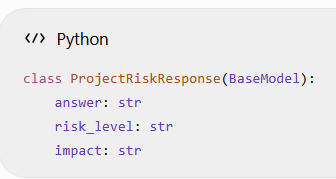 </> Python
class ProjectRiskResponse(BaseModel):
    answer: str
    risk_level: str
    impact: str